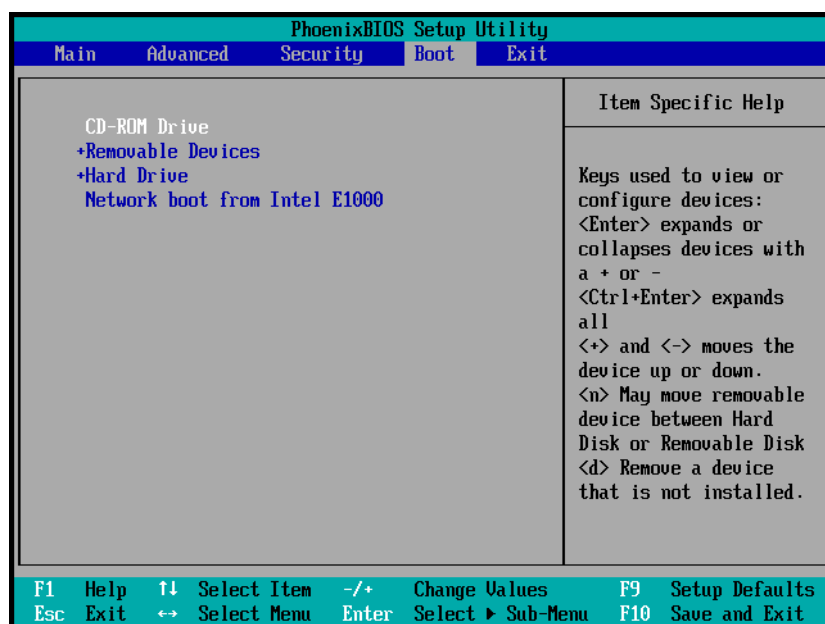 PhoenixBIOS Setup Utility
Main Advanced Security Boot Exit
CD-ROM Drive
+Removable Devices
+Hard Drive
Network boot from Intel E1000
Item Specific Help
Keys used to view or
configure devices:
<Enter> expands or
collapses devices with
a + or -
<Ctrl+Enter> expands
all
<+> and <-> moves the
device up or down.
<n> May move removable
device between Hard
Disk or Removable Disk
<d> Remove a device
that is not installed.
F1 Help ↑↓ Select Item -/+ Change Values F9 Setup Defaults
Esc Exit ↔ Select Menu Enter Select ▶ Sub-Menu F10 Save and Exit